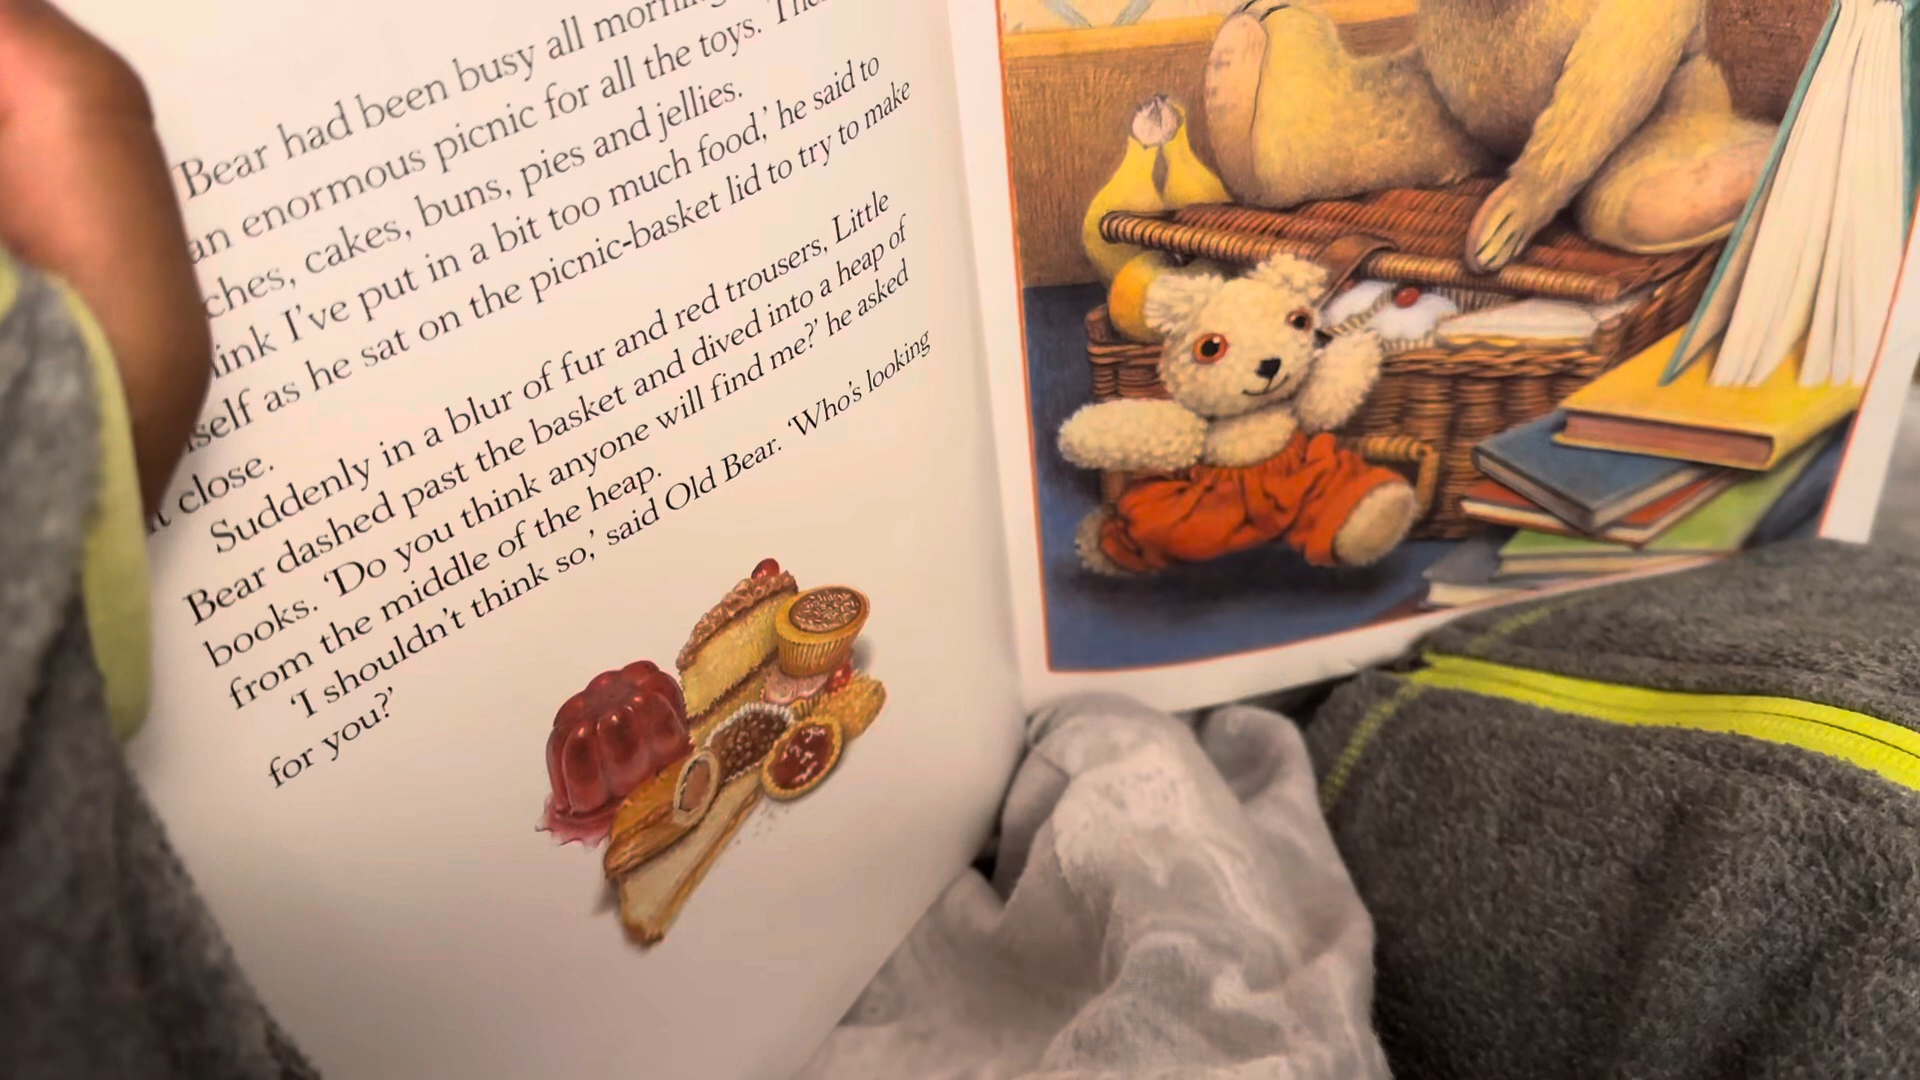 Bear had been busy all
an enormous picnic for all the toys.
cakes, buns, pies and jellies.
I've put in a bit too much food,' he said to
as he sat on the picnic-basket lid to try to make
close.
Suddenly in a blur of fur and red trousers, Little
Bear dashed past the basket and dived into a heap of
books. 'Do you think anyone will find me?' he asked
from the middle of the heap.
'I shouldn't think so,' said Old Bear. 'Who's looking
for you?'